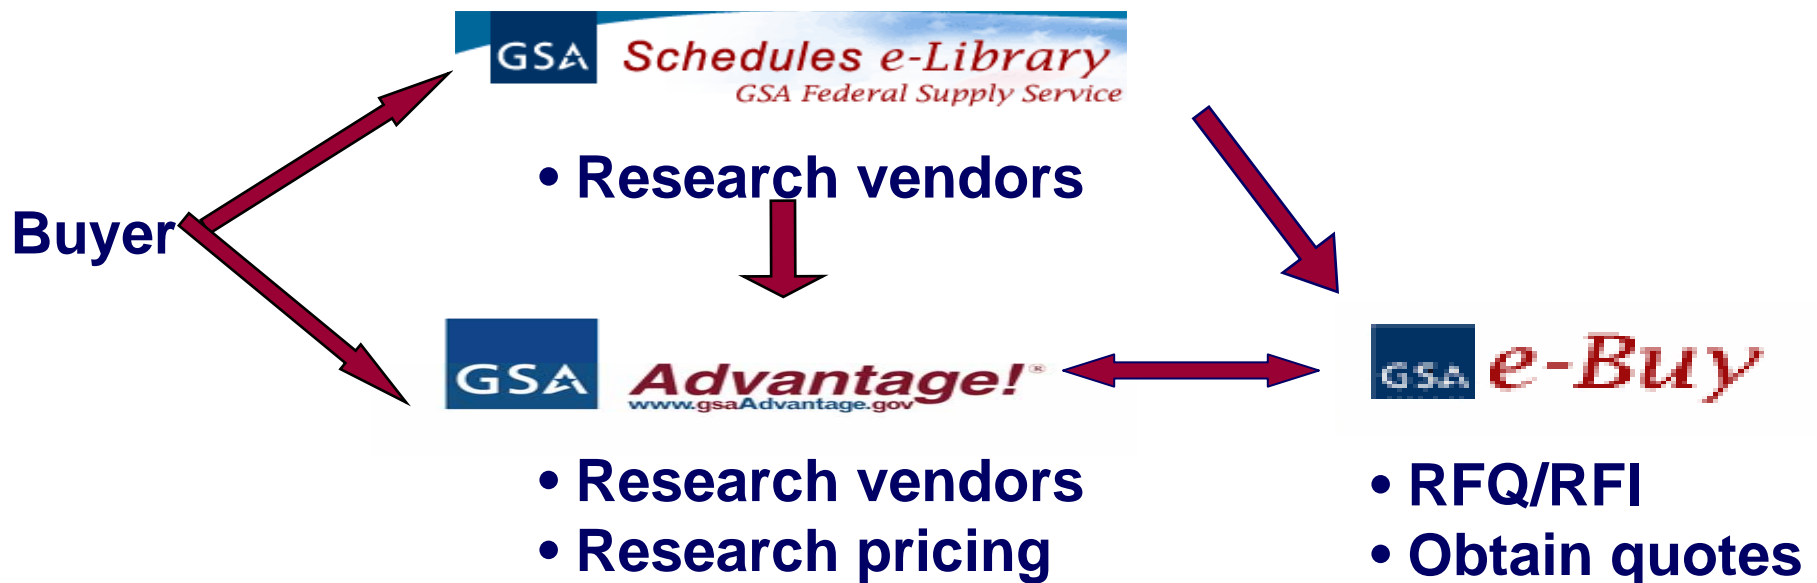 GSA Schedules e-Library
GSA Federal Supply Service
• Research vendors
Buyer
GSA Advantage!®
www.gsaAdvantage.gov
GSA e-Buy
• Research vendors
• Research pricing
• RFQ/RFI
• Obtain quotes